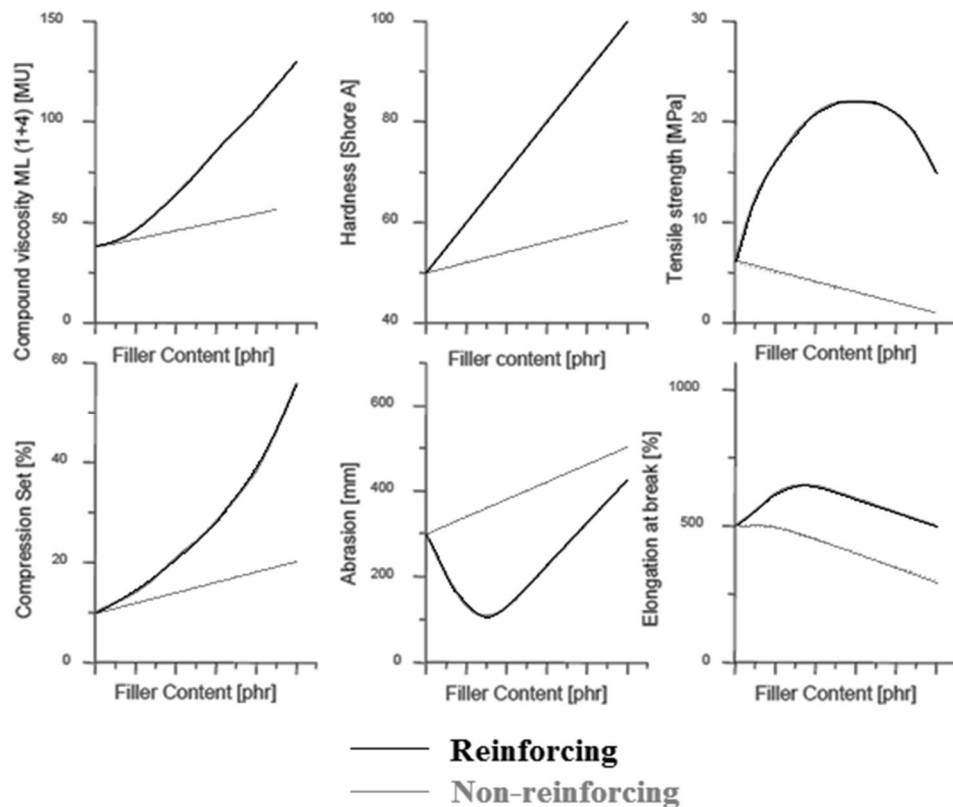 Compound viscosity ML (1+4) [MU]
150
100
50
0
Filler Content [phr]
Hardness [Shore A]
100
80
60
40
Filler content [phr]
Tensile strength [MPa]
30
20
10
0
Filler Content [phr]
Compression Set [%]
60
40
20
0
Filler Content [phr]
Abrasion [mm]
600
400
200
0
Filler Content [phr]
Elongation at break [%]
1000
500
0
Filler Content [phr]
Reinforcing
Non-reinforcing